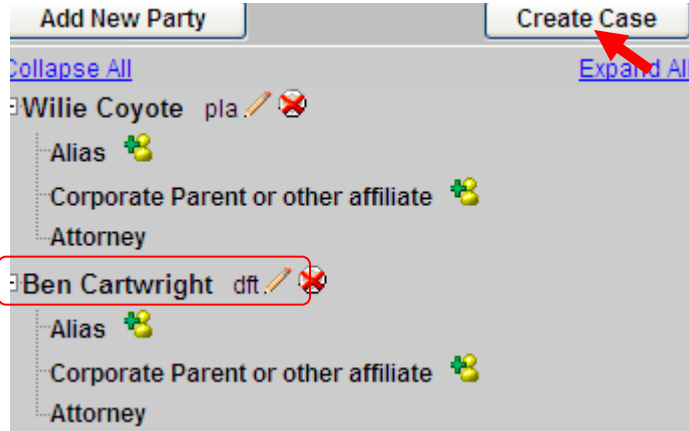 Add New Party Create Case
Collapse All Expand All
Wilie Coyote pla
Alias
Corporate Parent or other affiliate
Attorney
Ben Cartwright dft
Alias
Corporate Parent or other affiliate
Attorney